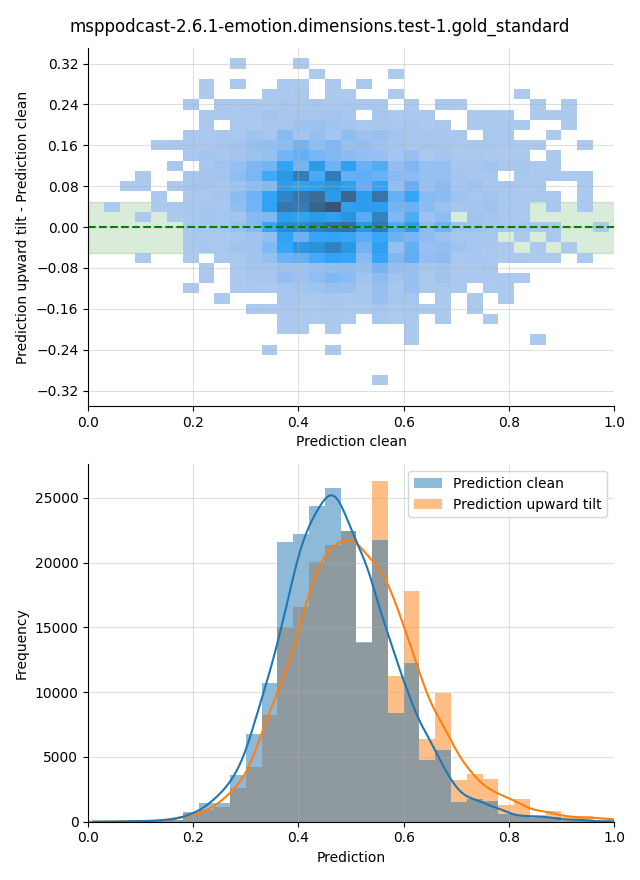 msppodcast-2.6.1-emotion.dimensions.test-1.gold_standard
Prediction upward tilt - Prediction clean
0.32
0.24
0.16
0.08
0.00
−0.08
−0.16
−0.24
−0.32
0.0 0.2 0.4 0.6 0.8 1.0
Prediction clean
Frequency
25000
20000
15000
10000
5000
0
Prediction clean
Prediction upward tilt
0.0 0.2 0.4 0.6 0.8 1.0
Prediction